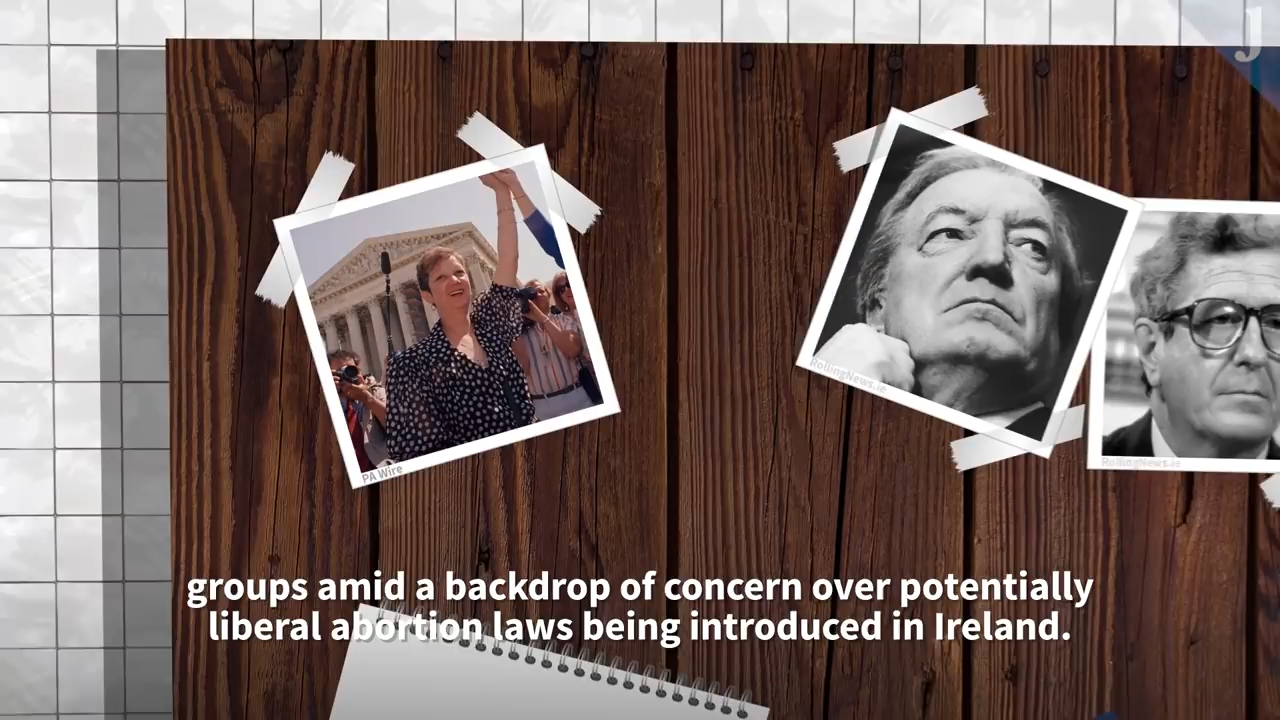 J
RollingNews.ie
RollingNews.ie
PA Wire
groups amid a backdrop of concern over potentially
liberal abortion laws being introduced in Ireland.